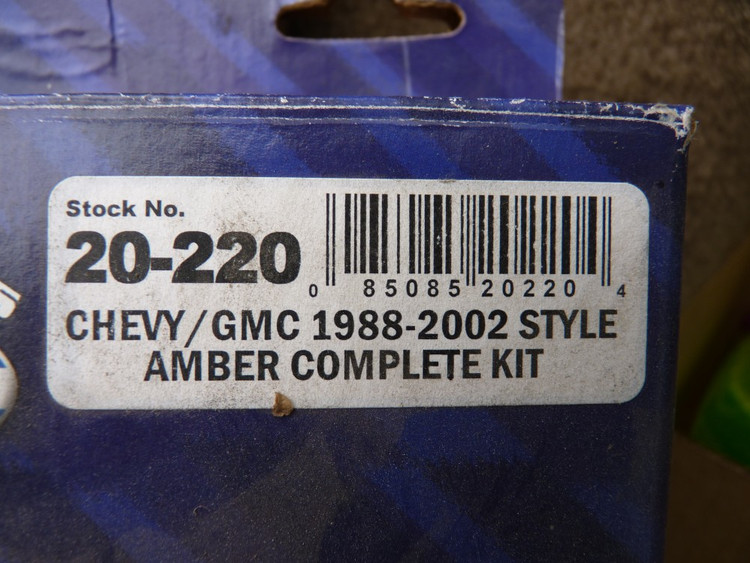 Stock No.
20-220
0 85085 20220 4
CHEVY/GMC 1988-2002 STYLE
AMBER COMPLETE KIT